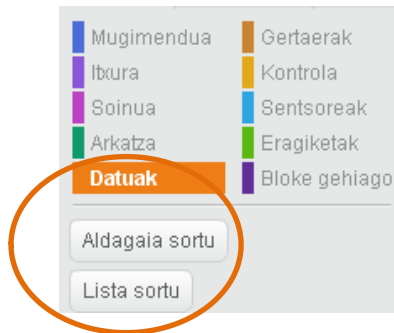 Mugimendua Gertaerak
Itxura Kontrola
Soinua Sentsoreak
Arkatza Eragiketak
Datuak Bloke gehiago
Aldagaia sortu
Lista sortu